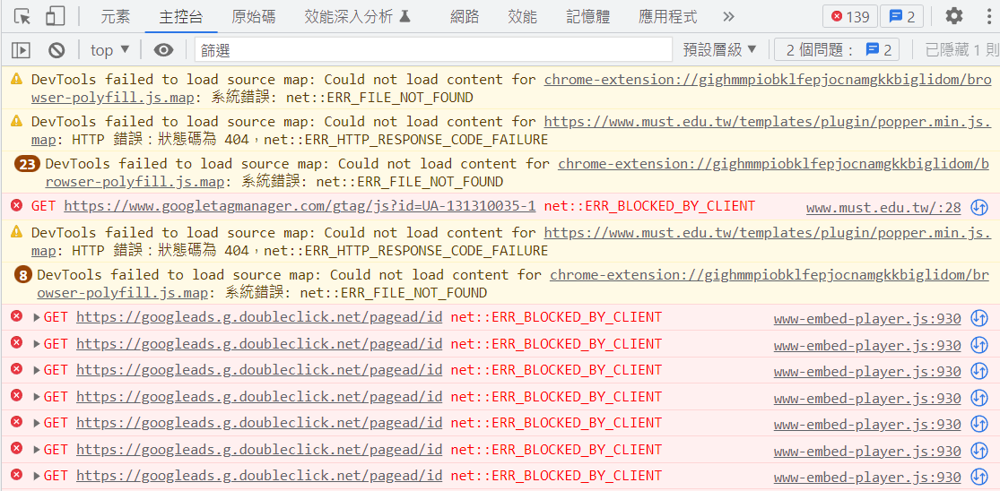 元素 主控台 原始碼 效能深入分析 網路 效能 記憶體 應用程式 » 139 2
top ▼ 篩選 預設層級 ▼ 2 個問題： 2 已隱藏 1 則
DevTools failed to load source map: Could not load content for chrome-extension://gighmmpiobklfepjocnamgkkbiglidom/bro
wser-polyfill.js.map: 系統錯誤: net::ERR_FILE_NOT_FOUND
DevTools failed to load source map: Could not load content for https://www.must.edu.tw/templates/plugin/popper.min.js.
map: HTTP 錯誤：狀態碼為 404，net::ERR_HTTP_RESPONSE_CODE_FAILURE
23 DevTools failed to load source map: Could not load content for chrome-extension://gighmmpiobklfepjocnamgkkbiglidom/b
rowser-polyfill.js.map: 系統錯誤: net::ERR_FILE_NOT_FOUND
GET https://www.googletagmanager.com/gtag/js?id=UA-131310035-1 net::ERR_BLOCKED_BY_CLIENT www.must.edu.tw/:28
DevTools failed to load source map: Could not load content for https://www.must.edu.tw/templates/plugin/popper.min.js.
map: HTTP 錯誤：狀態碼為 404，net::ERR_HTTP_RESPONSE_CODE_FAILURE
8 DevTools failed to load source map: Could not load content for chrome-extension://gighmmpiobklfepjocnamgkkbiglidom/br
owser-polyfill.js.map: 系統錯誤: net::ERR_FILE_NOT_FOUND
▶GET https://googleads.g.doubleclick.net/pagead/id net::ERR_BLOCKED_BY_CLIENT www-embed-player.js:930
▶GET https://googleads.g.doubleclick.net/pagead/id net::ERR_BLOCKED_BY_CLIENT www-embed-player.js:930
▶GET https://googleads.g.doubleclick.net/pagead/id net::ERR_BLOCKED_BY_CLIENT www-embed-player.js:930
▶GET https://googleads.g.doubleclick.net/pagead/id net::ERR_BLOCKED_BY_CLIENT www-embed-player.js:930
▶GET https://googleads.g.doubleclick.net/pagead/id net::ERR_BLOCKED_BY_CLIENT www-embed-player.js:930
▶GET https://googleads.g.doubleclick.net/pagead/id net::ERR_BLOCKED_BY_CLIENT www-embed-player.js:930
▶GET https://googleads.g.doubleclick.net/pagead/id net::ERR_BLOCKED_BY_CLIENT www-embed-player.js:930